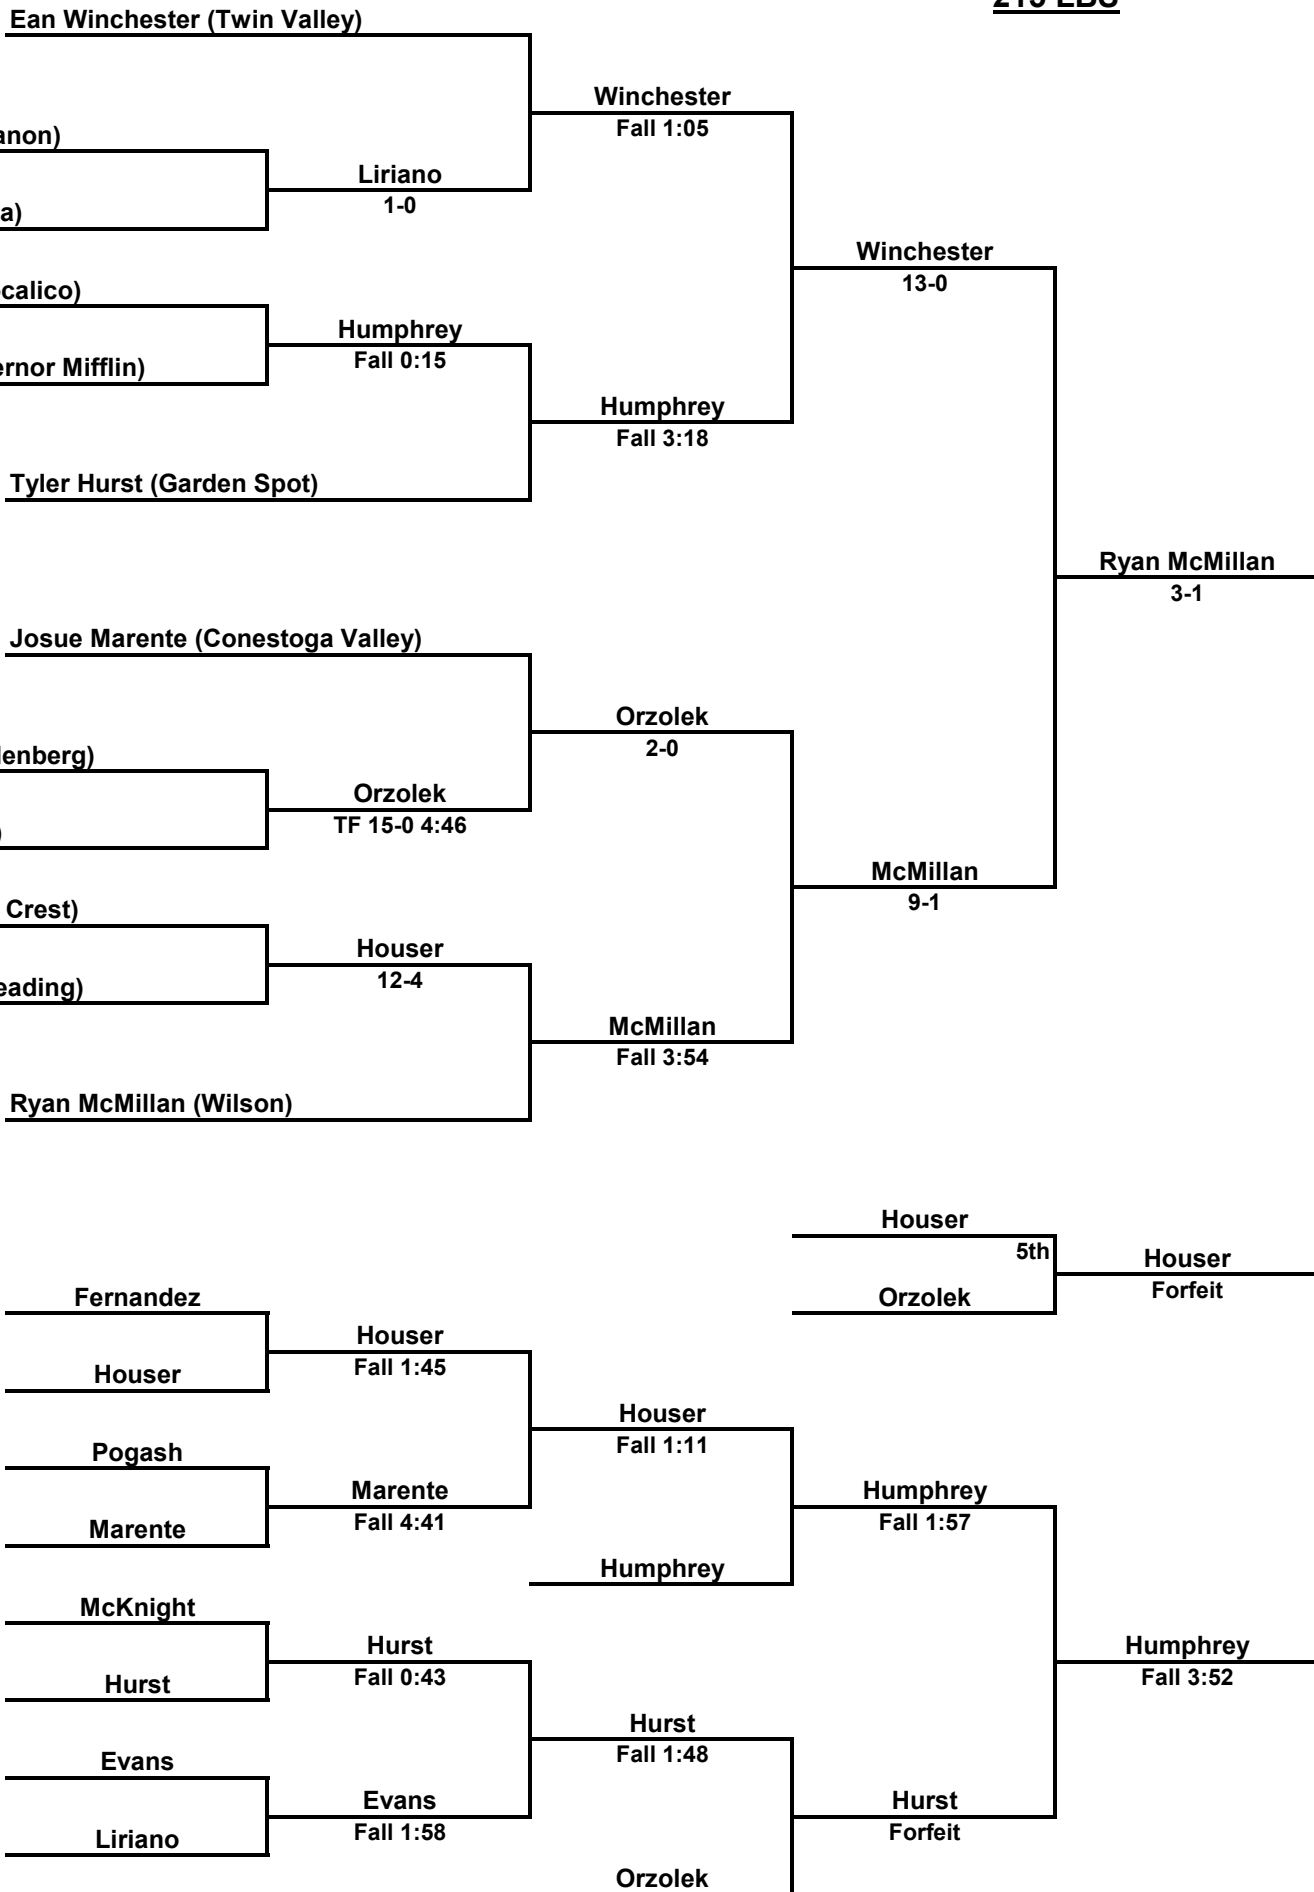 Ean Winchester (Twin Valley)
Winchester
Fall 1:05
Liriano
1-0
a)
Winchester
13-0
calico)
Humphrey
Fall 0:15
ernor Mifflin)
Humphrey
Fall 3:18
Tyler Hurst (Garden Spot)
Ryan McMillan
3-1
Josue Marente (Conestoga Valley)
Orzolek
2-0
lenberg)
Orzolek
TF 15-0 4:46
)
McMillan
9-1
Crest)
Houser
12-4
eading)
McMillan
Fall 3:54
Ryan McMillan (Wilson)
Houser
5th
Houser
Forfeit
Orzolek
Fernandez
Houser
Fall 1:45
Houser
Houser
Fall 1:11
Pogash
Marente
Fall 4:41
Marente
Humphrey
Fall 1:57
Humphrey
McKnight
Hurst
Fall 0:43
Hurst
Humphrey
Fall 3:52
Hurst
Fall 1:48
Evans
Evans
Fall 1:58
Liriano
Hurst
Forfeit
Orzolek